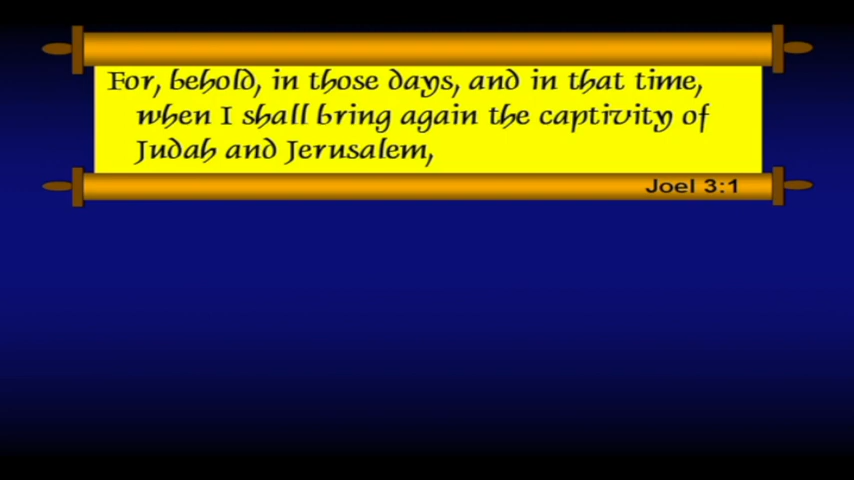 For, behold, in those days, and in that time,
when I shall bring again the captivity of
Judah and Jerusalem,
Joel 3:1